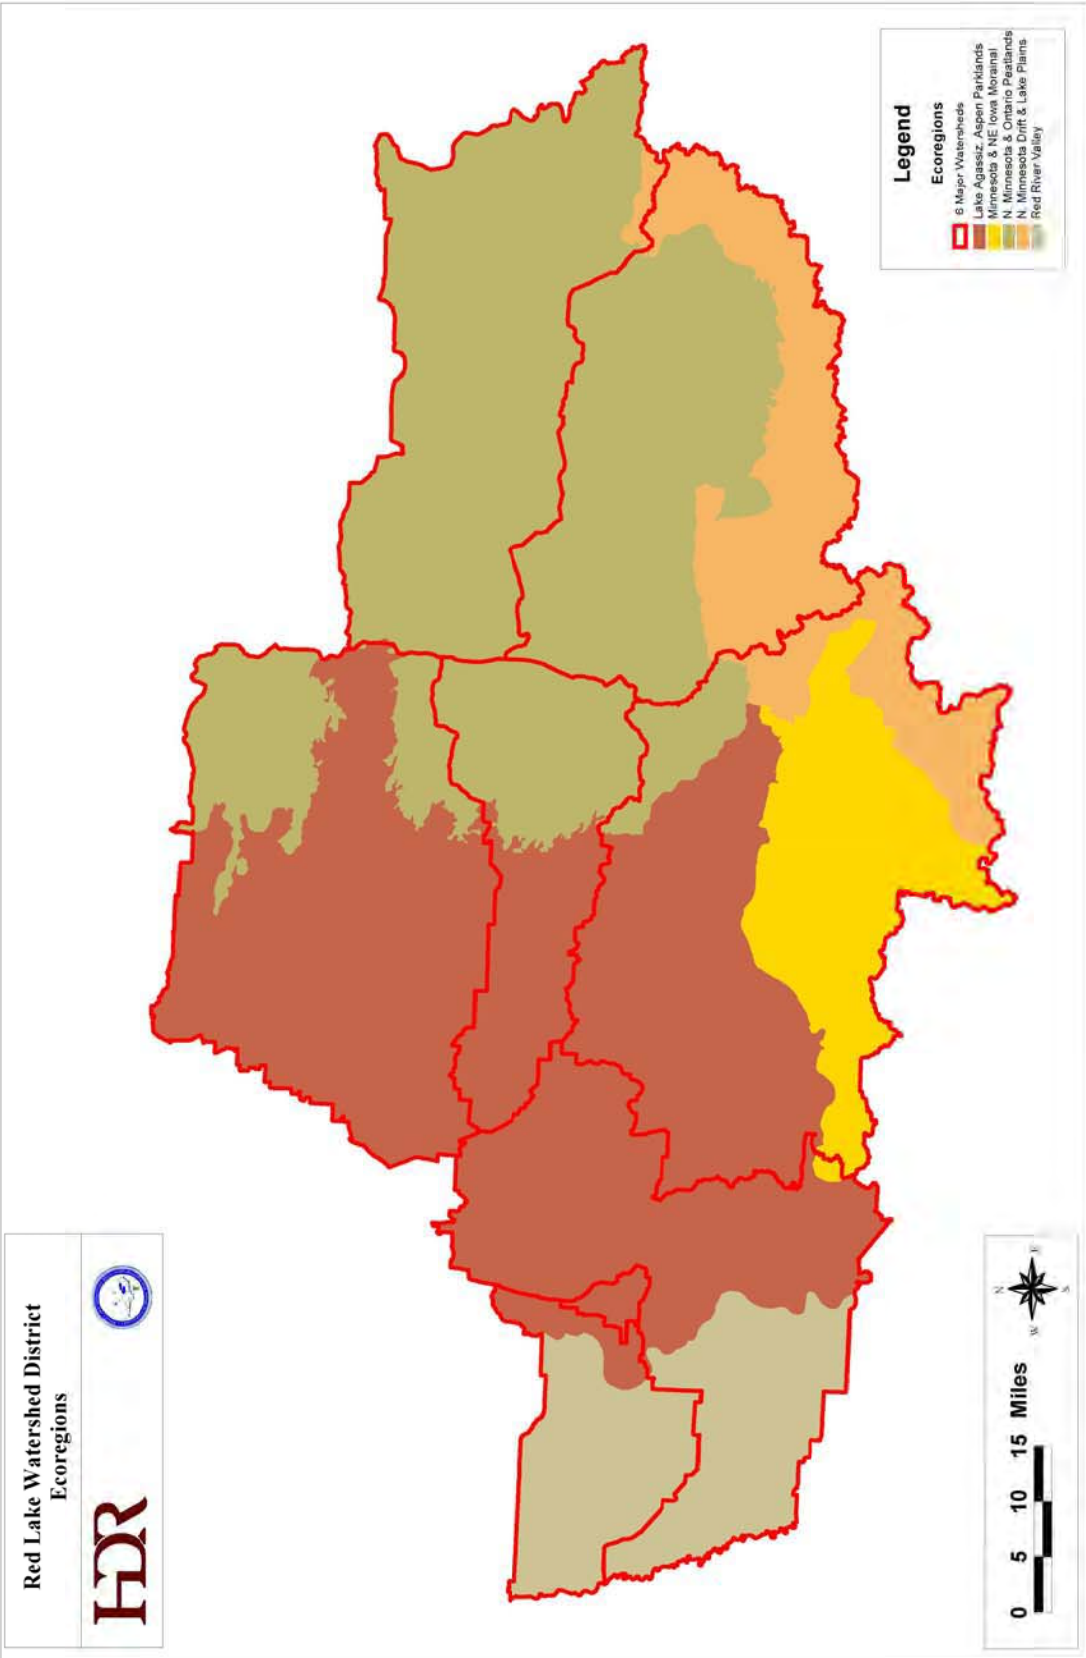 Red Lake Watershed District
Ecoregions
HDR
Legend
Ecoregions
6 Major Watersheds
Lake Agassiz, Aspen Parklands
Minnesota & NE Iowa Morainal
N. Minnesota & Ontario Peatlands
N. Minnesota Drift & Lake Plains
Red River Valley
N
W
E
S
0 5 10 15 Miles